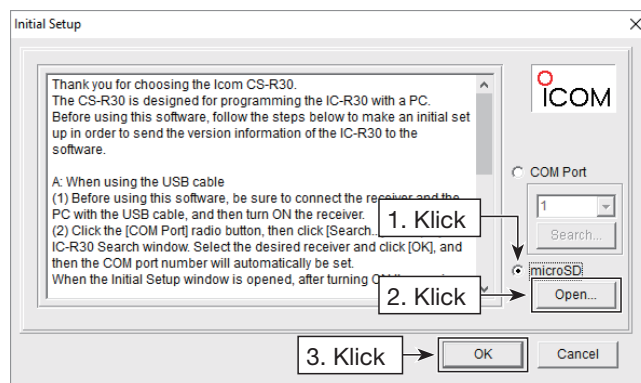 Initial Setup
Thank you for choosing the Icom CS-R30.
The CS-R30 is designed for programming the IC-R30 with a PC.
Before using this software, follow the steps below to make an initial set
up in order to send the version information of the IC-R30 to the
software.
A: When using the USB cable
(1) Before using this software, be sure to connect the receiver and the
PC with the USB cable, and then turn ON the receiver.
(2) Click the [COM Port] radio button, then click [Search...
IC-R30 Search window. Select the desired receiver and click [OK], and
then the COM port number will automatically be set.
When the Initial Setup window is opened, after turning
ICOM
COM Port
1
Search...
1. Klick
microSD
2. Klick
Open...
3. Klick
OK
Cancel